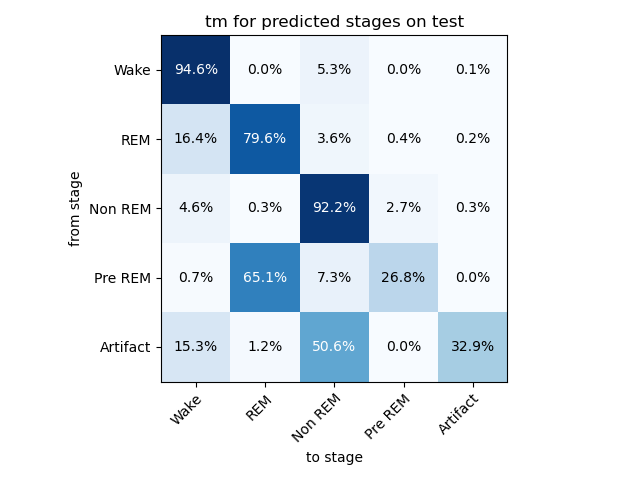 tm for predicted stages on test
Wake 94.6% 0.0% 5.3% 0.0% 0.1%
REM 16.4% 79.6% 3.6% 0.4% 0.2%
Non REM 4.6% 0.3% 92.2% 2.7% 0.3%
Pre REM 0.7% 65.1% 7.3% 26.8% 0.0%
Artifact 15.3% 1.2% 50.6% 0.0% 32.9%
from stage
Wake REM Non REM Pre REM Artifact
to stage